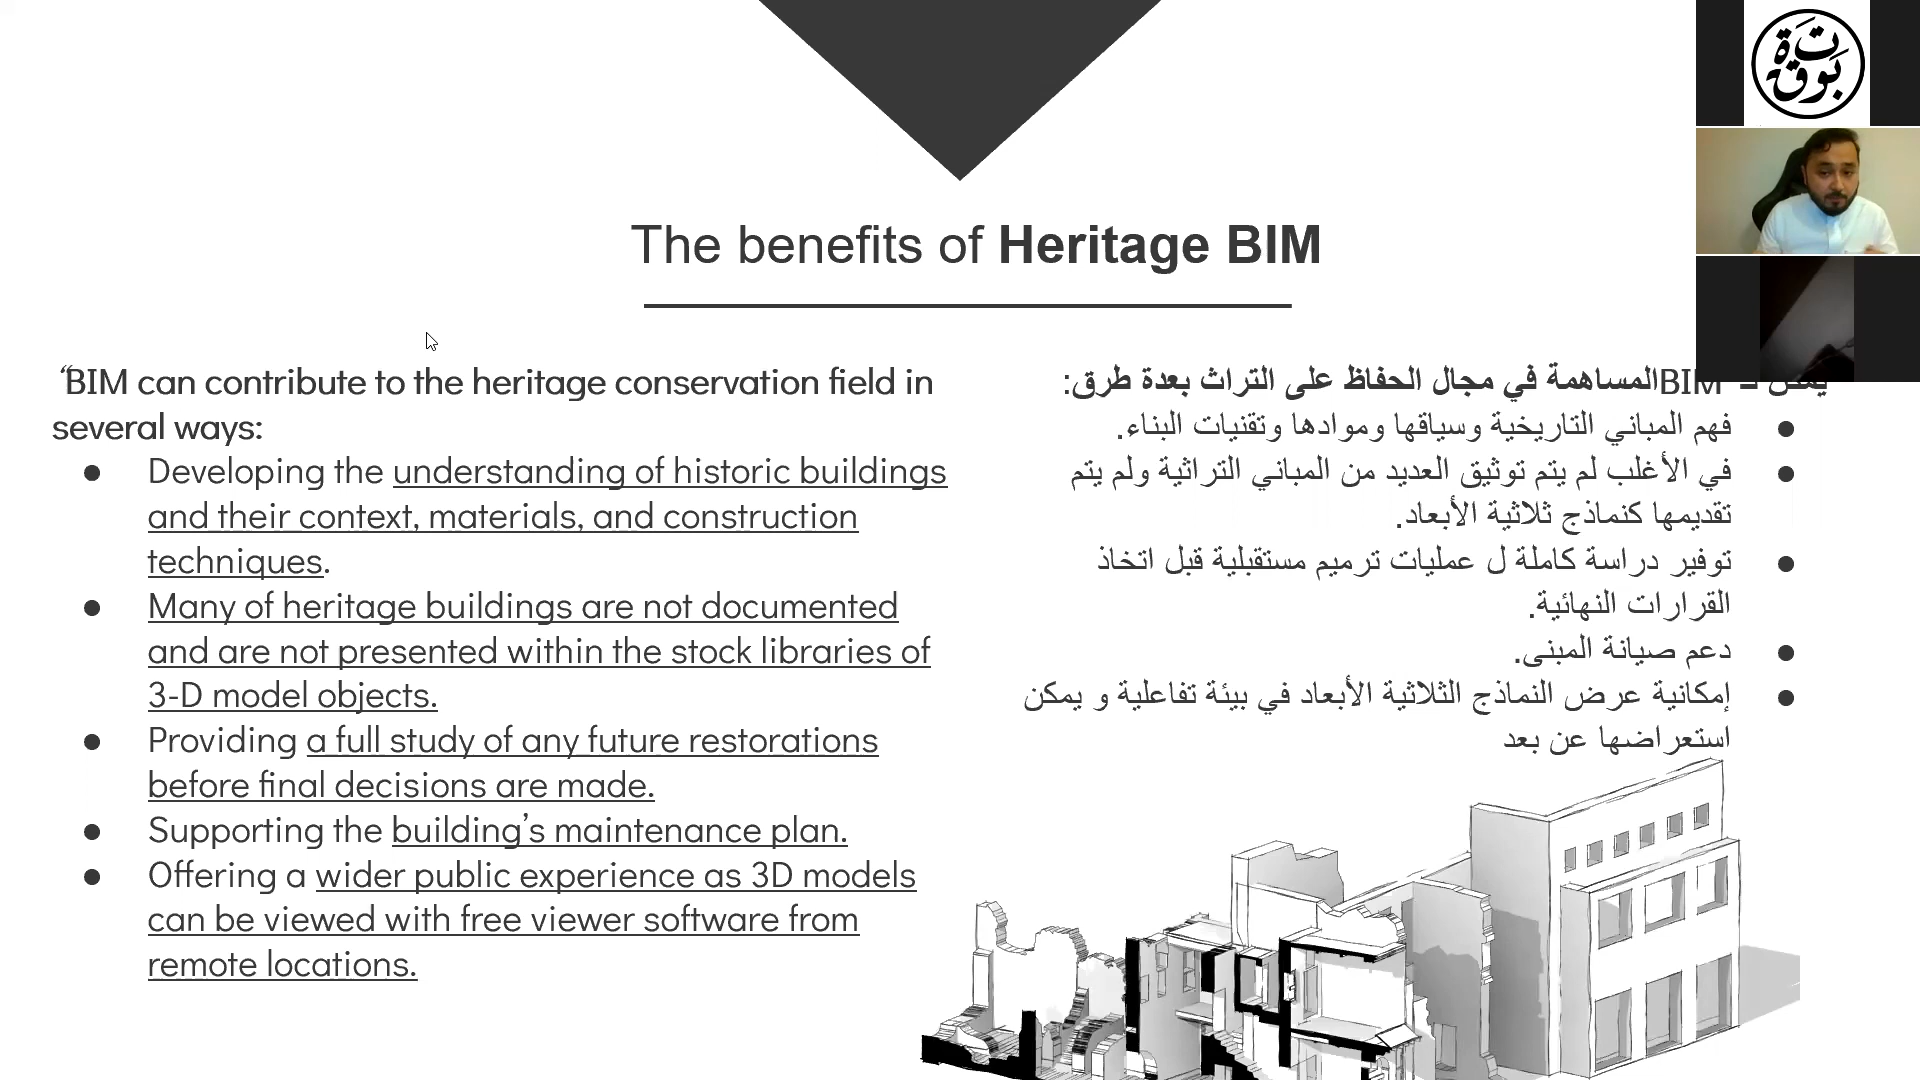 The benefits of Heritage BIM
“BIM can contribute to the heritage conservation field in
several ways:
● Developing the understanding of historic buildings
and their context, materials, and construction
techniques.
● Many of heritage buildings are not documented
and are not presented within the stock libraries of
3-D model objects.
● Providing a full study of any future restorations
before final decisions are made.
● Supporting the building’s maintenance plan.
● Offering a wider public experience as 3D models
can be viewed with free viewer software from
remote locations.
يمكن لـ BIM المساهمة في مجال الحفاظ على التراث بعدة طرق:
● فهم المباني التاريخية وسياقها وموادها وتقنيات البناء.
● في الأغلب لم يتم توثيق العديد من المباني التراثية ولم يتم
تقديمها كنماذج ثلاثية الأبعاد.
● توفير دراسة كاملة ل عمليات ترميم مستقبلية قبل اتخاذ
القرارات النهائية.
● دعم صيانة المبنى.
● إمكانية عرض النماذج الثلاثية الأبعاد في بيئة تفاعلية و يمكن
استعراضها عن بعد